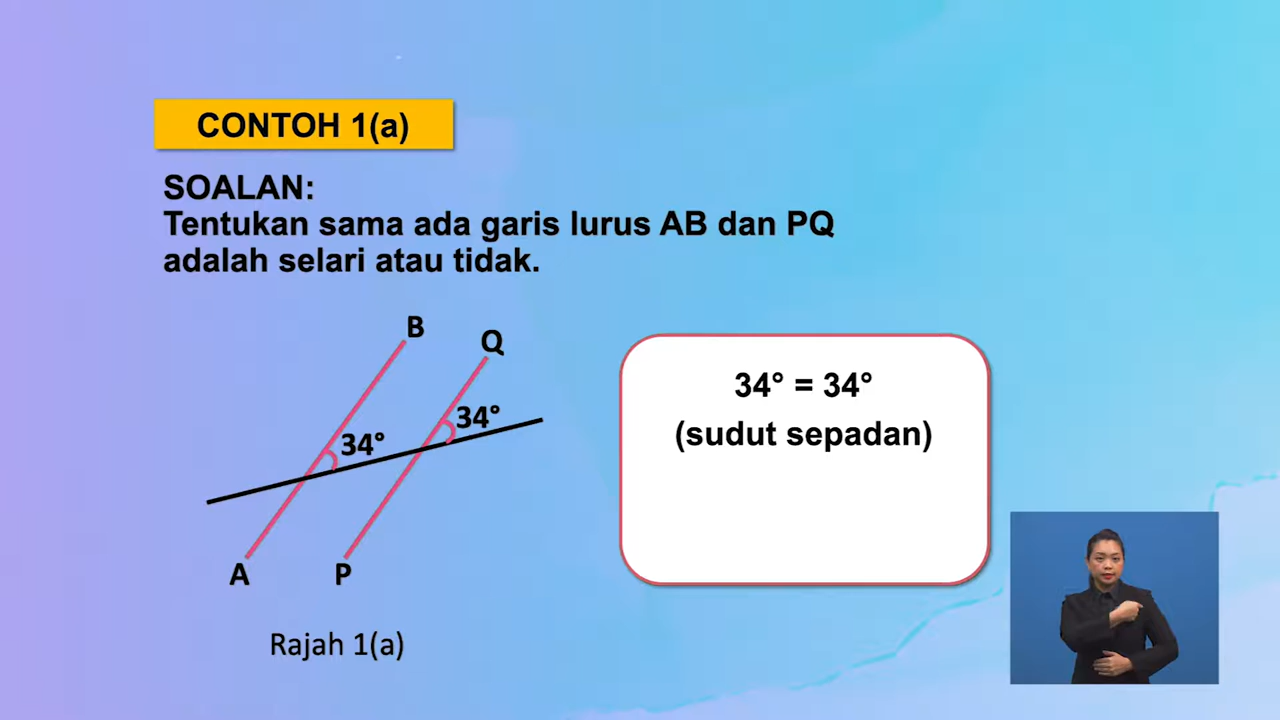 CONTOH 1(a)
SOALAN:
Tentukan sama ada garis lurus AB dan PQ
adalah selari atau tidak.
B
Q
34°
34°
A
P
Rajah 1(a)
34° = 34°
(sudut sepadan)